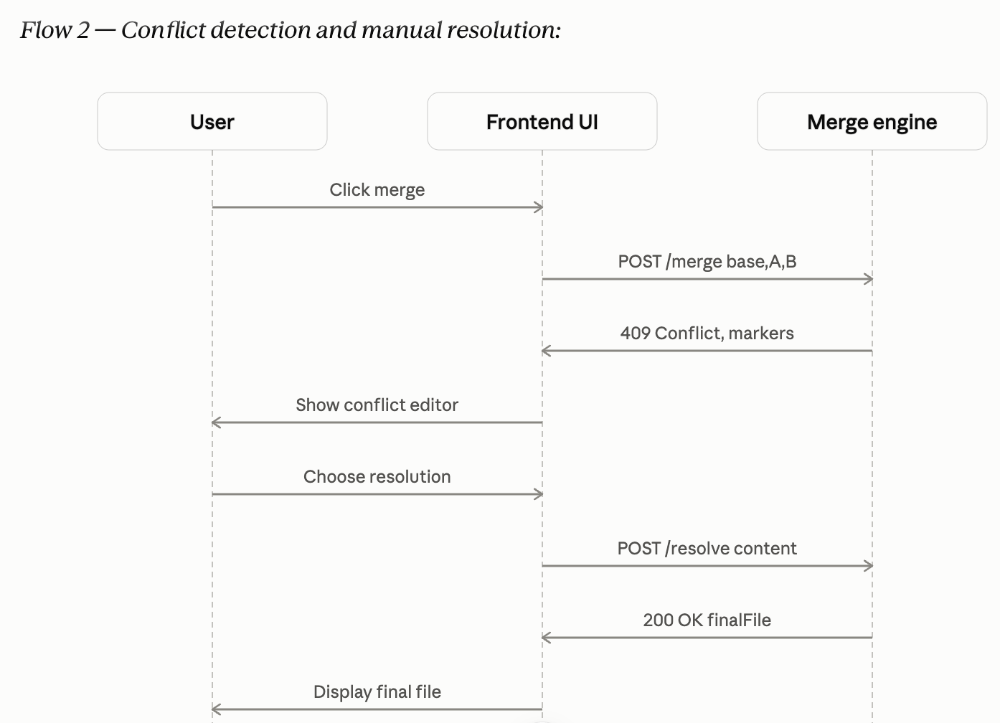 Flow 2 — Conflict detection and manual resolution:
User
Frontend UI
Merge engine
Click merge
POST /merge base,A,B
409 Conflict, markers
Show conflict editor
Choose resolution
POST /resolve content
200 OK finalFile
Display final file